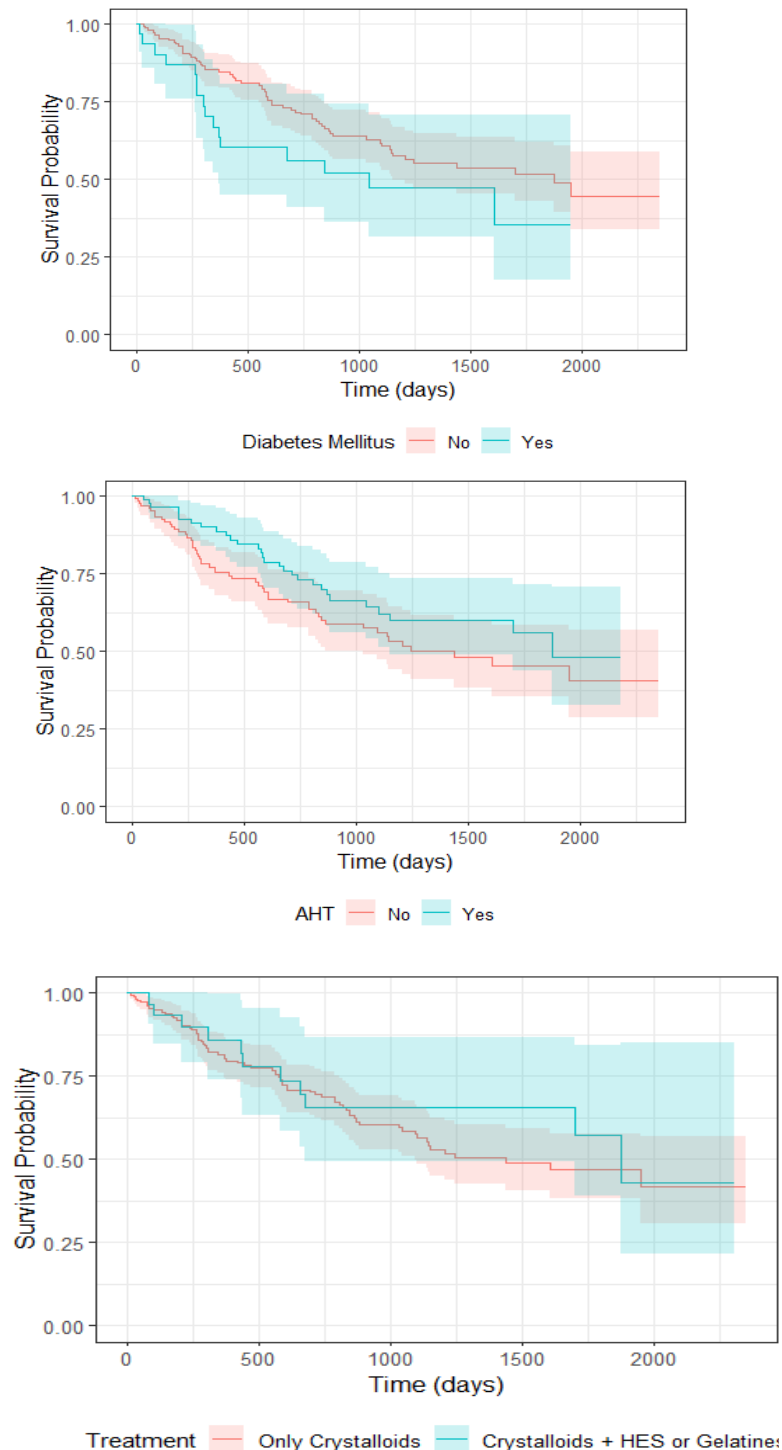 1.00
0.75
0.50
0.25
0.00
Survival Probability
0 500 1000 1500 2000
Time (days)
Diabetes Mellitus No Yes
1.00
0.75
0.50
0.25
0.00
Survival Probability
0 500 1000 1500 2000
Time (days)
AHT No Yes
1.00
0.75
0.50
0.25
0.00
Survival Probability
0 500 1000 1500 2000
Time (days)
Treatment Only Crystalloids Crystalloids + HES or Gelatines